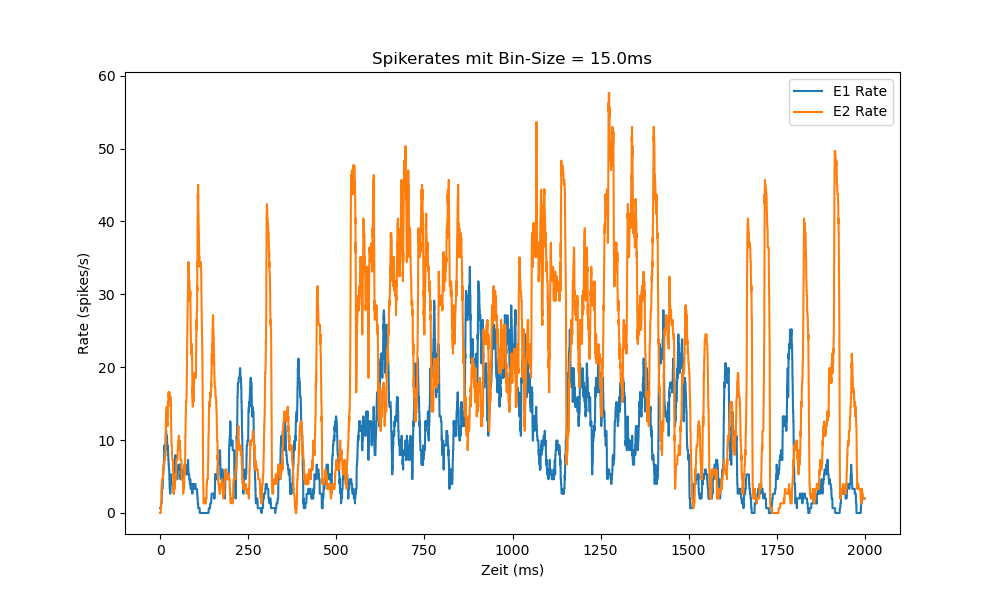 Spikerates mit Bin-Size = 15.0ms
E1 Rate
E2 Rate
Rate (spikes/s)
60
50
40
30
20
10
0
0 250 500 750 1000 1250 1500 1750 2000
Zeit (ms)